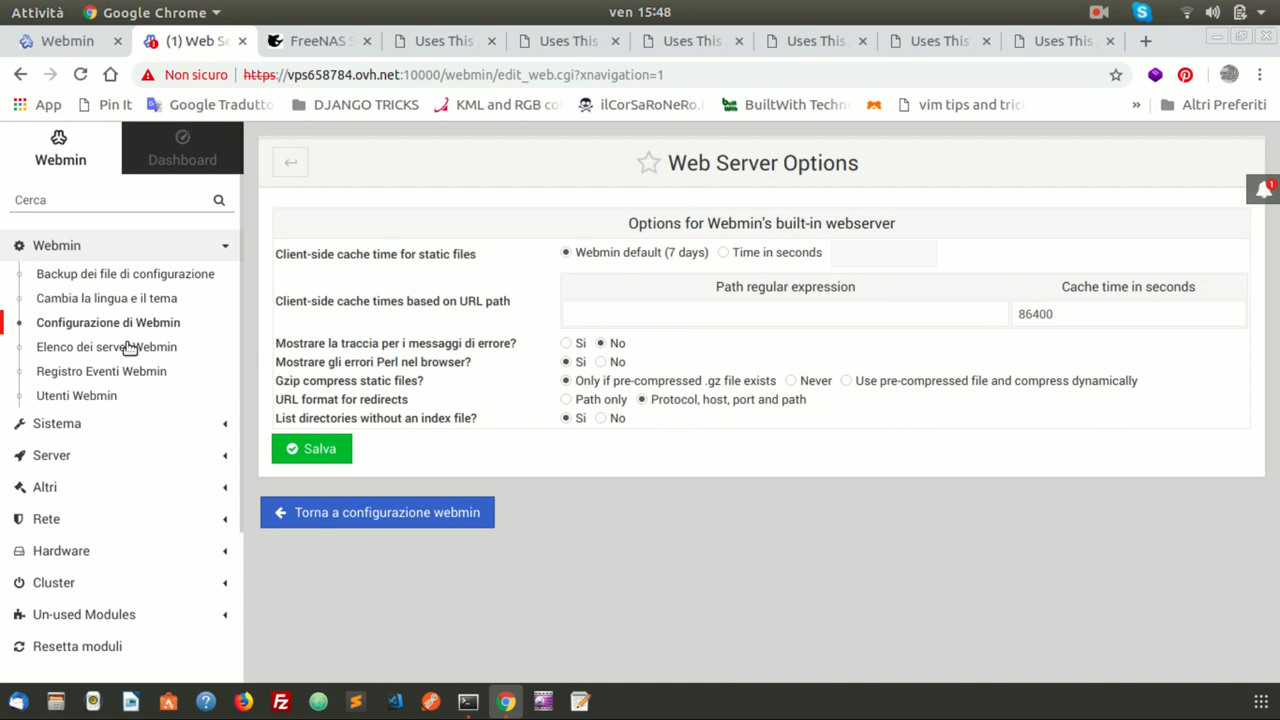 Attività Google Chrome ven 15:48
Webmin (1) Web Se FreeNAS S Uses This Uses This Uses This Uses This Uses This Uses This
Non sicuro https://vps658784.ovh.net:10000/webmin/edit_web.cgi?xnavigation=1
App Pin It Google Tradutto DJANGO TRICKS KML and RGB co ilCorSaRoNeRo.i BuiltWith Techn vim tips and tric » Altri Preferiti
Webmin Dashboard
Cerca
Webmin
Backup dei file di configurazione
Cambia la lingua e il tema
Configurazione di Webmin
Elenco dei server Webmin
Registro Eventi Webmin
Utenti Webmin
Sistema
Server
Altri
Rete
Hardware
Cluster
Un-used Modules
Resetta moduli
Web Server Options
1
Options for Webmin's built-in webserver
Client-side cache time for static files Webmin default (7 days) Time in seconds
Client-side cache times based on URL path Path regular expression Cache time in seconds
86400
Mostrare la traccia per i messaggi di errore? Si No
Mostrare gli errori Perl nel browser? Si No
Gzip compress static files? Only if pre-compressed .gz file exists Never Use pre-compressed file and compress dynamically
URL format for redirects Path only Protocol, host, port and path
List directories without an index file? Si No
Salva
Torna a configurazione webmin